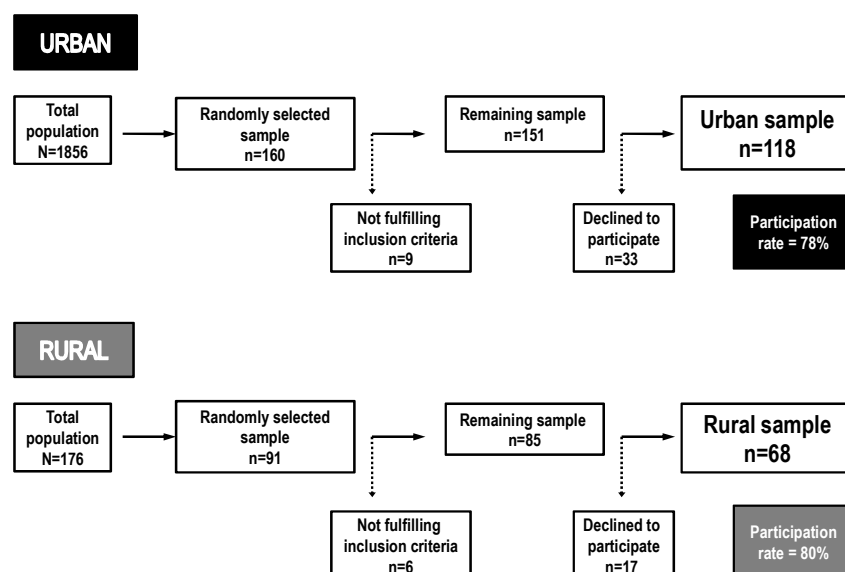 URBAN
Total
population
N=1856
Randomly selected
sample
n=160
Remaining sample
n=151
Urban sample
n=118
Not fulfilling
inclusion criteria
n=9
Declined to
participate
n=33
Participation
rate = 78%
RURAL
Total
population
N=176
Randomly selected
sample
n=91
Remaining sample
n=85
Rural sample
n=68
Not fulfilling
inclusion criteria
n=6
Declined to
participate
n=17
Participation
rate = 80%